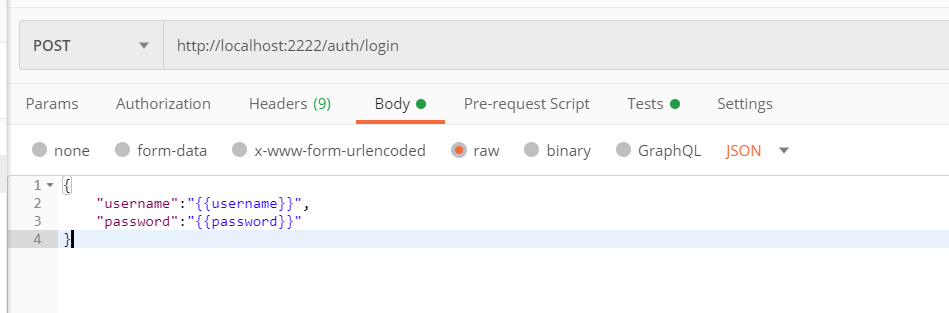 POST http://localhost:2222/auth/login
Params Authorization Headers (9) Body Pre-request Script Tests Settings
none form-data x-www-form-urlencoded raw binary GraphQL JSON
1 {
2 "username":"{{username}}",
3 "password":"{{password}}"
4 }